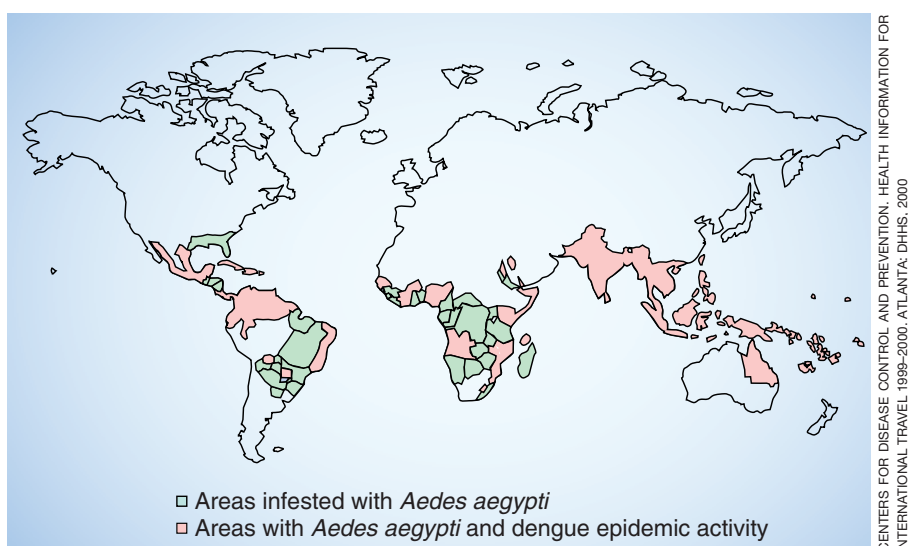 Areas infested with Aedes aegypti
Areas with Aedes aegypti and dengue epidemic activity
CENTERS FOR DISEASE CONTROL AND PREVENTION. HEALTH INFORMATION FOR
INTERNATIONAL TRAVEL 1999–2000. ATLANTA: DHHS, 2000